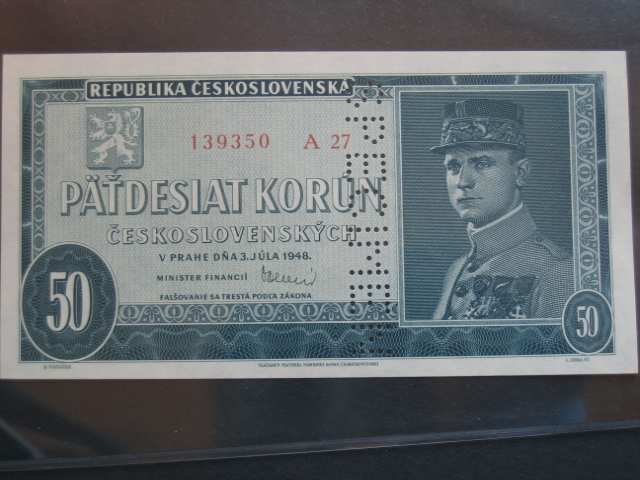 REPUBLIKA ČESKOSLOVENSKÁ
139350 A 27
PÄŤDESIAT KORÚN
ČESKOSLOVENSKÝCH
V PRAHE DŇA 3. JÚLA 1948.
MINISTER FINANCIÍ
FALŠOVANIE SA TRESTÁ PODĽA ZÁKONA
50
50
SPECIMEN